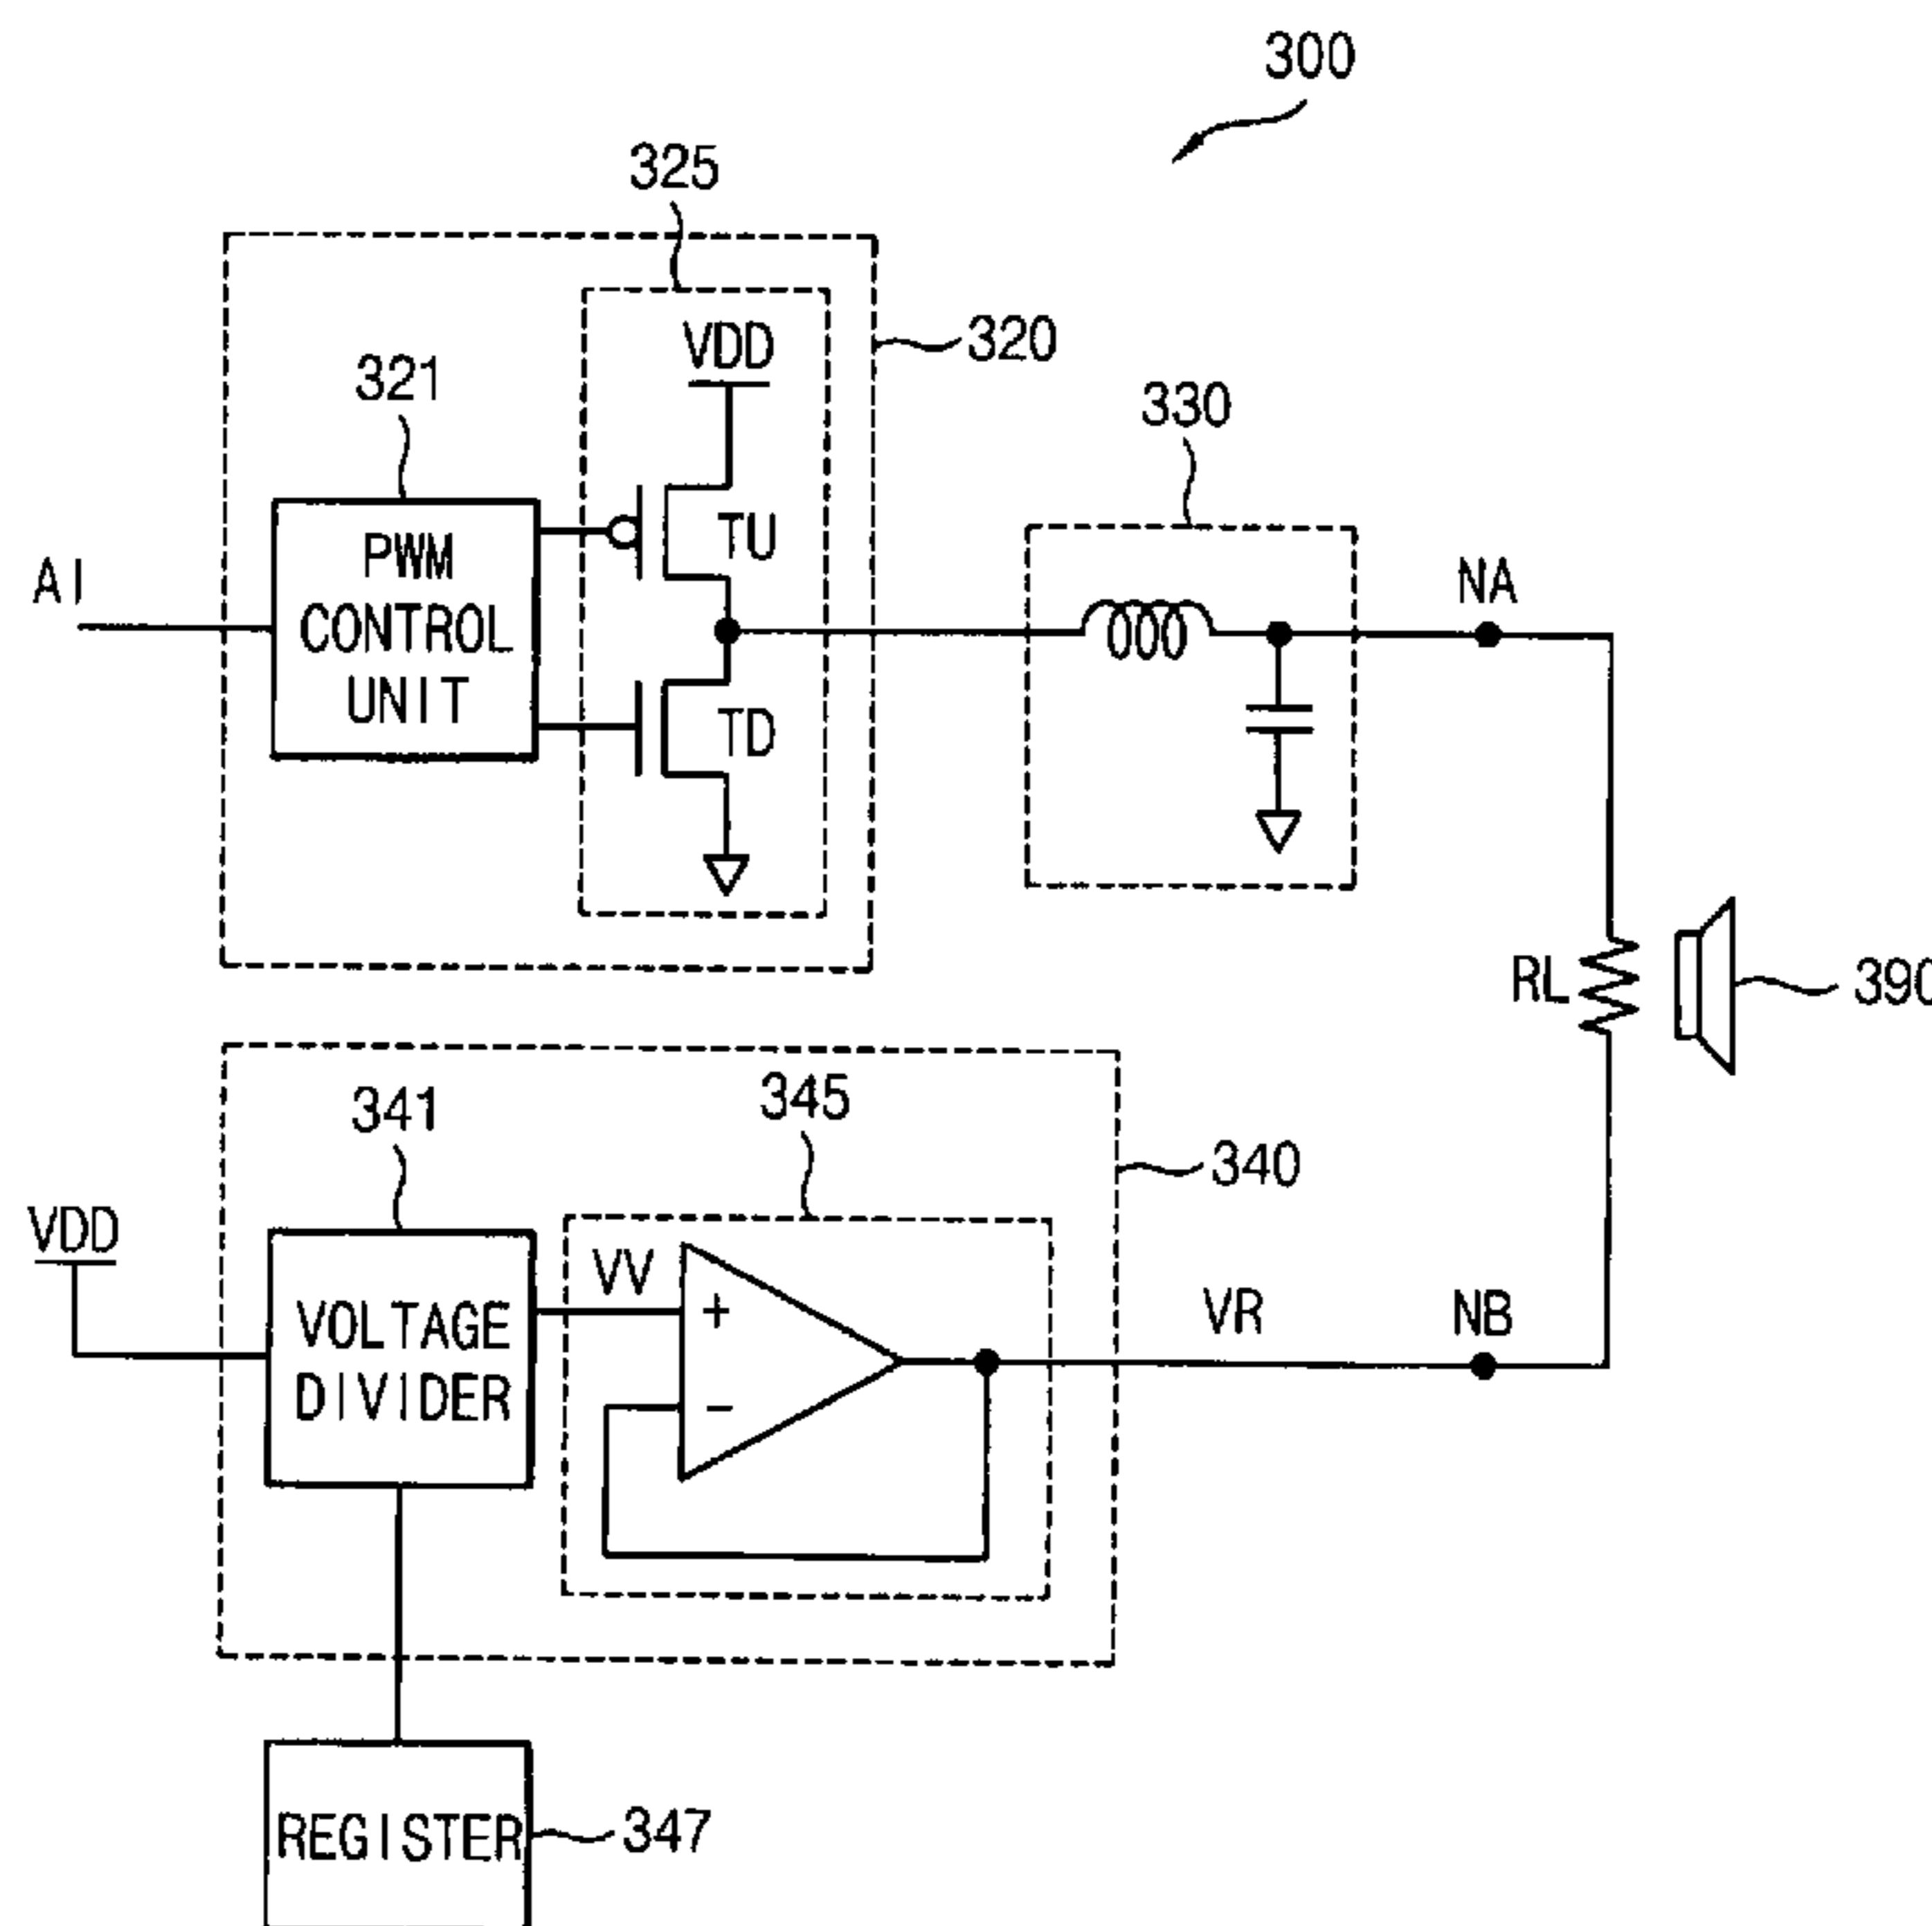 300
325
VDD
320
321
330
PWM
CONTROL
UNIT
TU
AI
NA
TD
RL
390
341
345
340
VDD
VV
+
VR
NB
VOLTAGE
DIVIDER
-
REGISTER
347